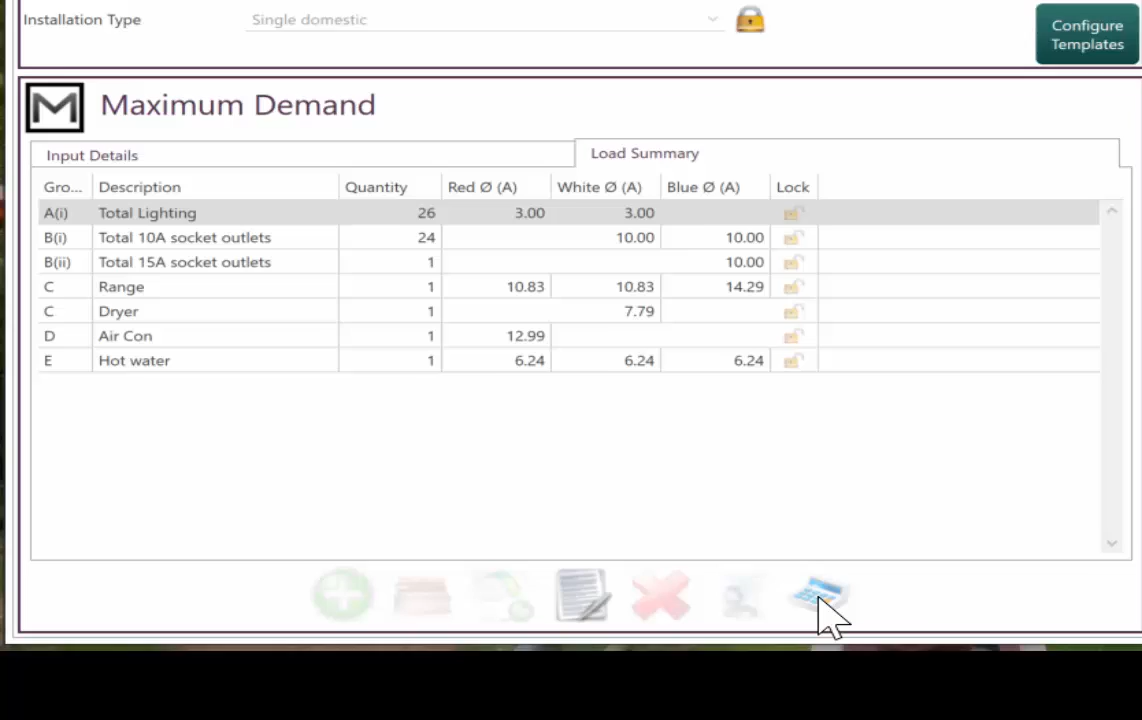 Installation Type Single domestic
Configure
Templates
M Maximum Demand
Input Details Load Summary
Gro... Description Quantity Red Ø (A) White Ø (A) Blue Ø (A) Lock
A(i) Total Lighting 26 3.00 3.00
B(i) Total 10A socket outlets 24 10.00 10.00
B(ii) Total 15A socket outlets 1 10.00
C Range 1 10.83 10.83 14.29
C Dryer 1 7.79
D Air Con 1 12.99
E Hot water 1 6.24 6.24 6.24